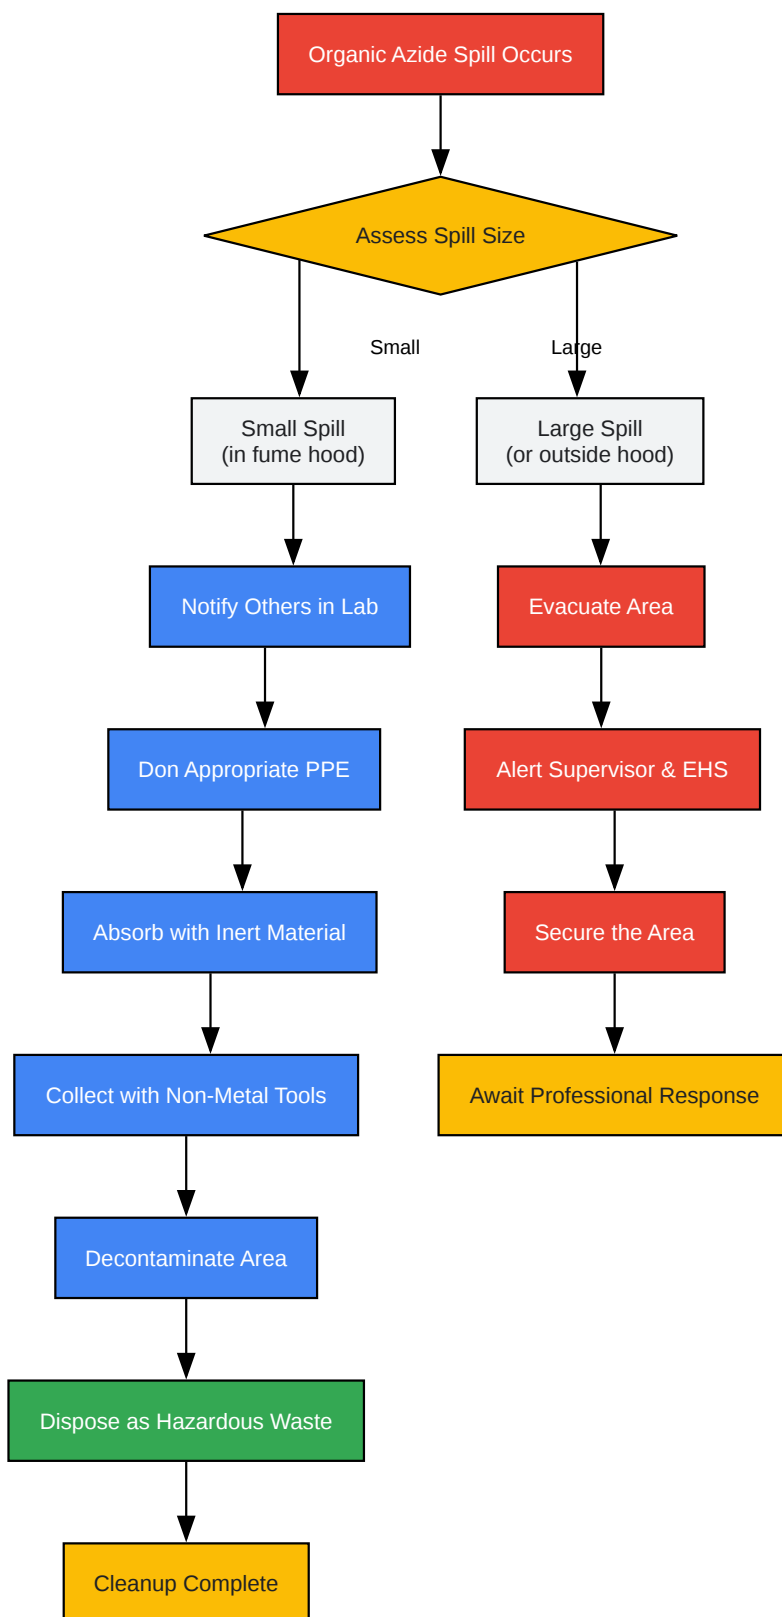 Organic Azide Spill Occurs
Assess Spill Size
Small
Large
Small Spill
(in fume hood)
Large Spill
(or outside hood)
Notify Others in Lab
Evacuate Area
Don Appropriate PPE
Alert Supervisor & EHS
Absorb with Inert Material
Secure the Area
Collect with Non-Metal Tools
Await Professional Response
Decontaminate Area
Dispose as Hazardous Waste
Cleanup Complete